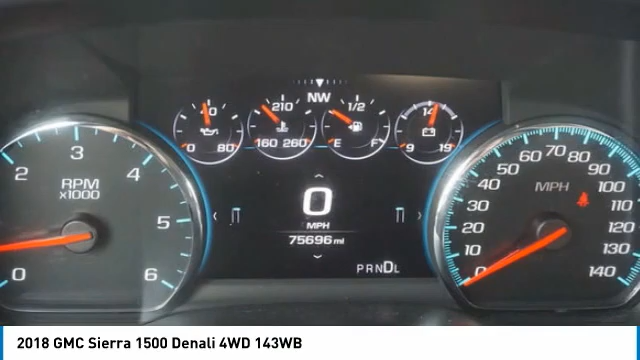 NW
40
0 80
210
160 260
1/2
E F
14
9 19
RPM
x1000
0 2 3 4 5 6
0
MPH
75696 mi
PRNDL
MPH
0 10 20 30 40 50 60 70 80 90 100 110 120 130 140
2018 GMC Sierra 1500 Denali 4WD 143WB